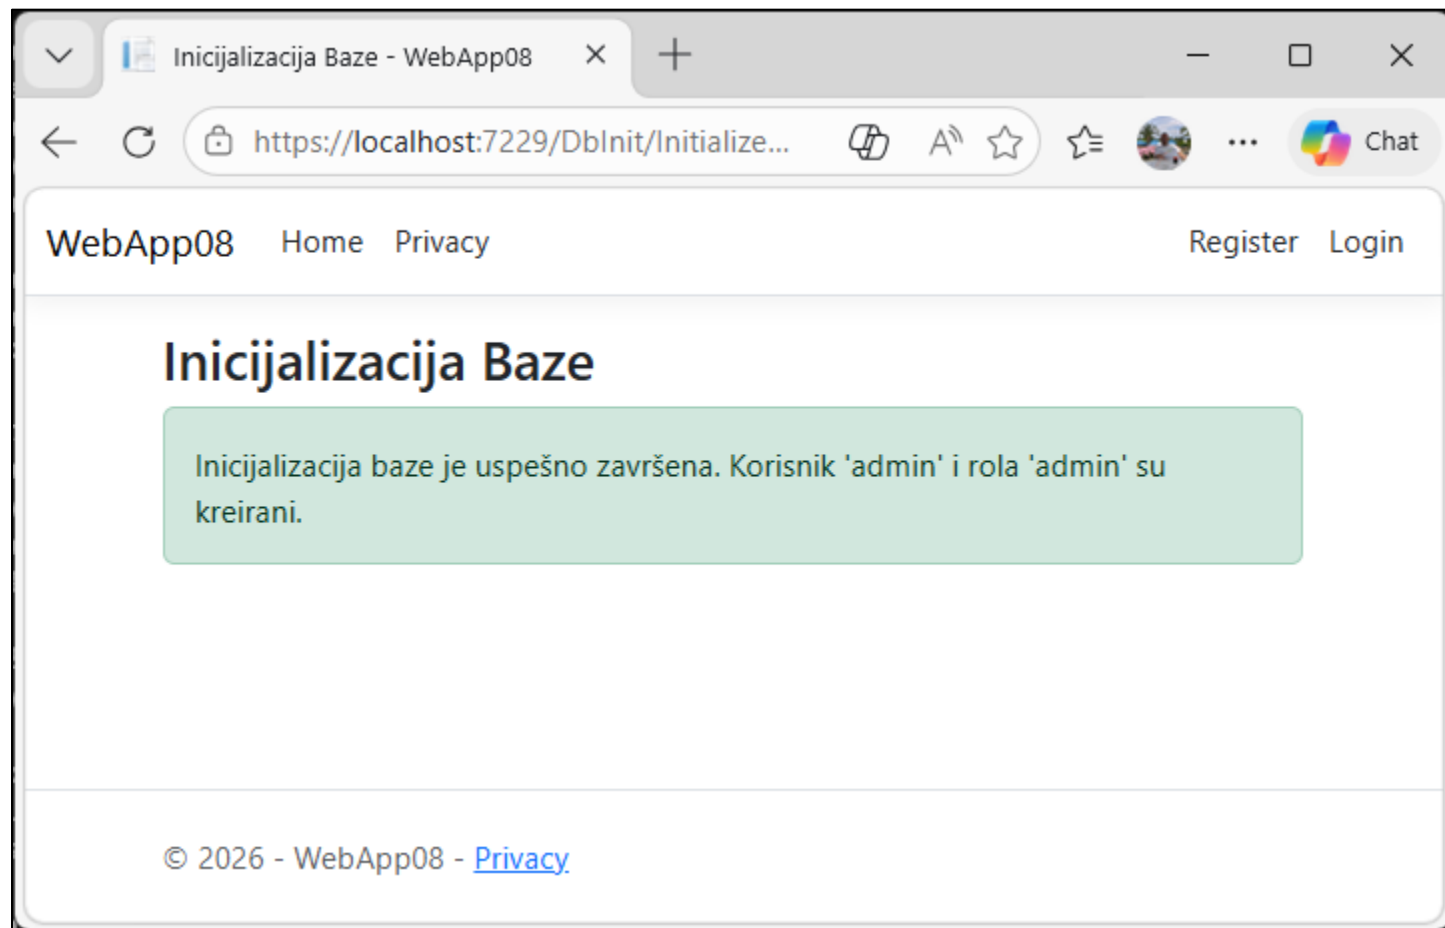 Inicijalizacija Baze - WebApp08
https://localhost:7229/DbInit/Initialize...
Chat
WebApp08 Home Privacy Register Login
Inicijalizacija Baze
Inicijalizacija baze je uspešno završena. Korisnik 'admin' i rola 'admin' su
kreirani.
© 2026 - WebApp08 - Privacy